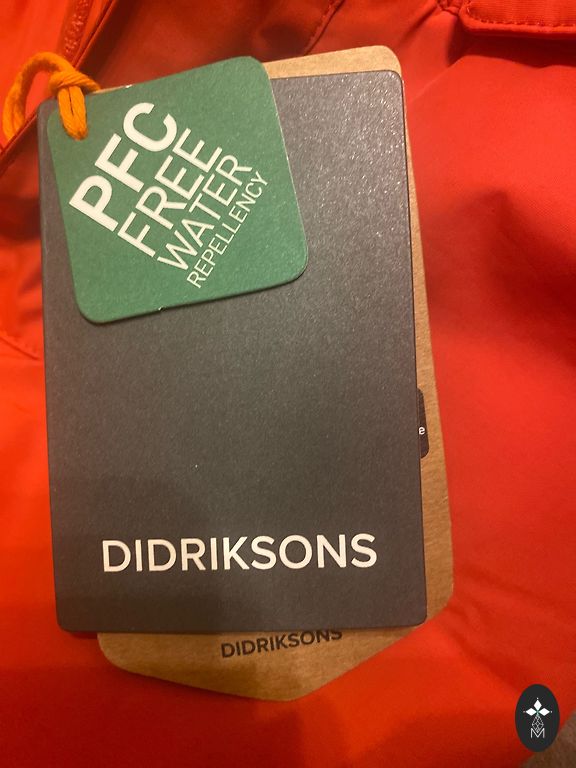 PFC
FREE
WATER
REPELLENCY
e
DIDRIKSONS
DIDRIKSONS
M